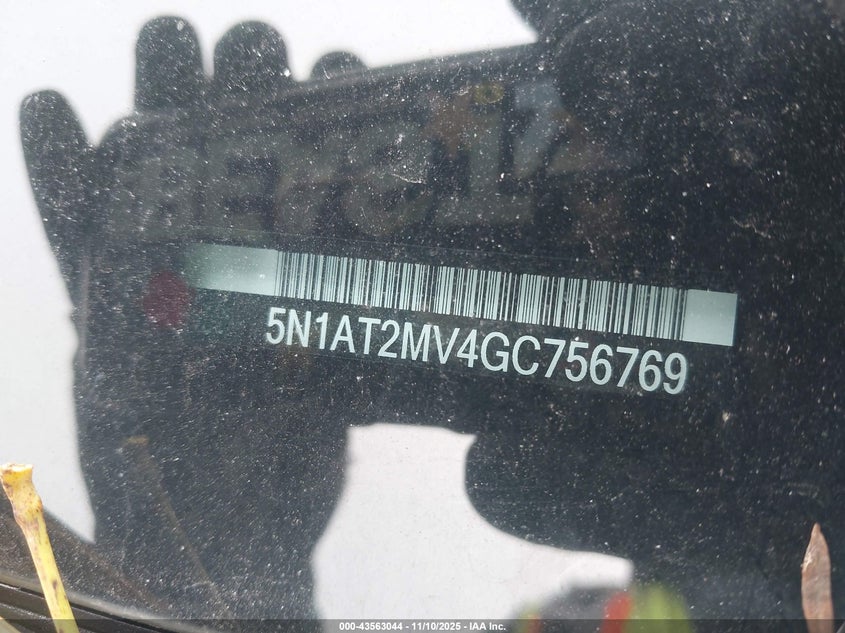 5N1AT2MV4GC756769
000-43563044 — 11/10/2025 — IAA Inc.